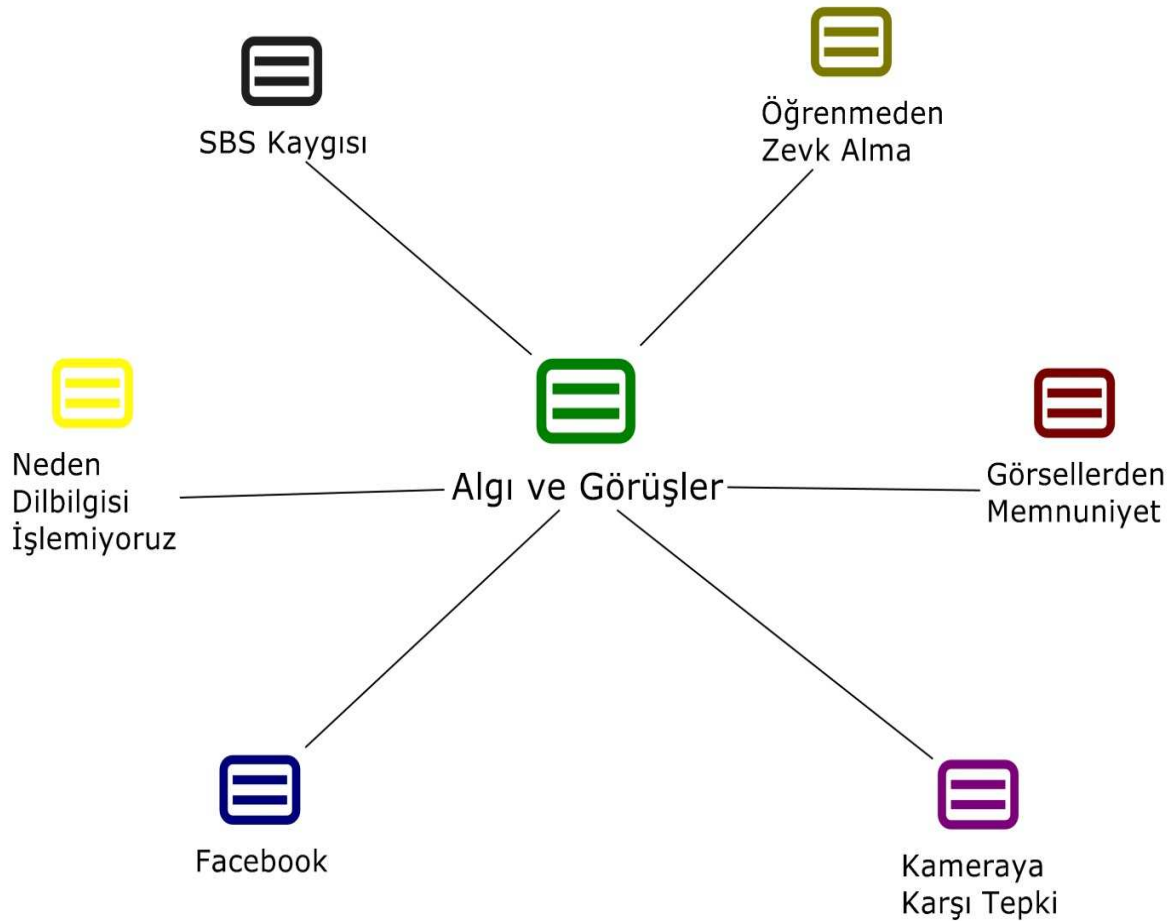 SBS Kaygısı
Öğrenmeden
Zevk Alma
Neden
Dilbilgisi
İşlemiyoruz
Algı ve Görüşler
Görsellerden
Memnuniyet
Facebook
Kameraya
Karşı Tepki